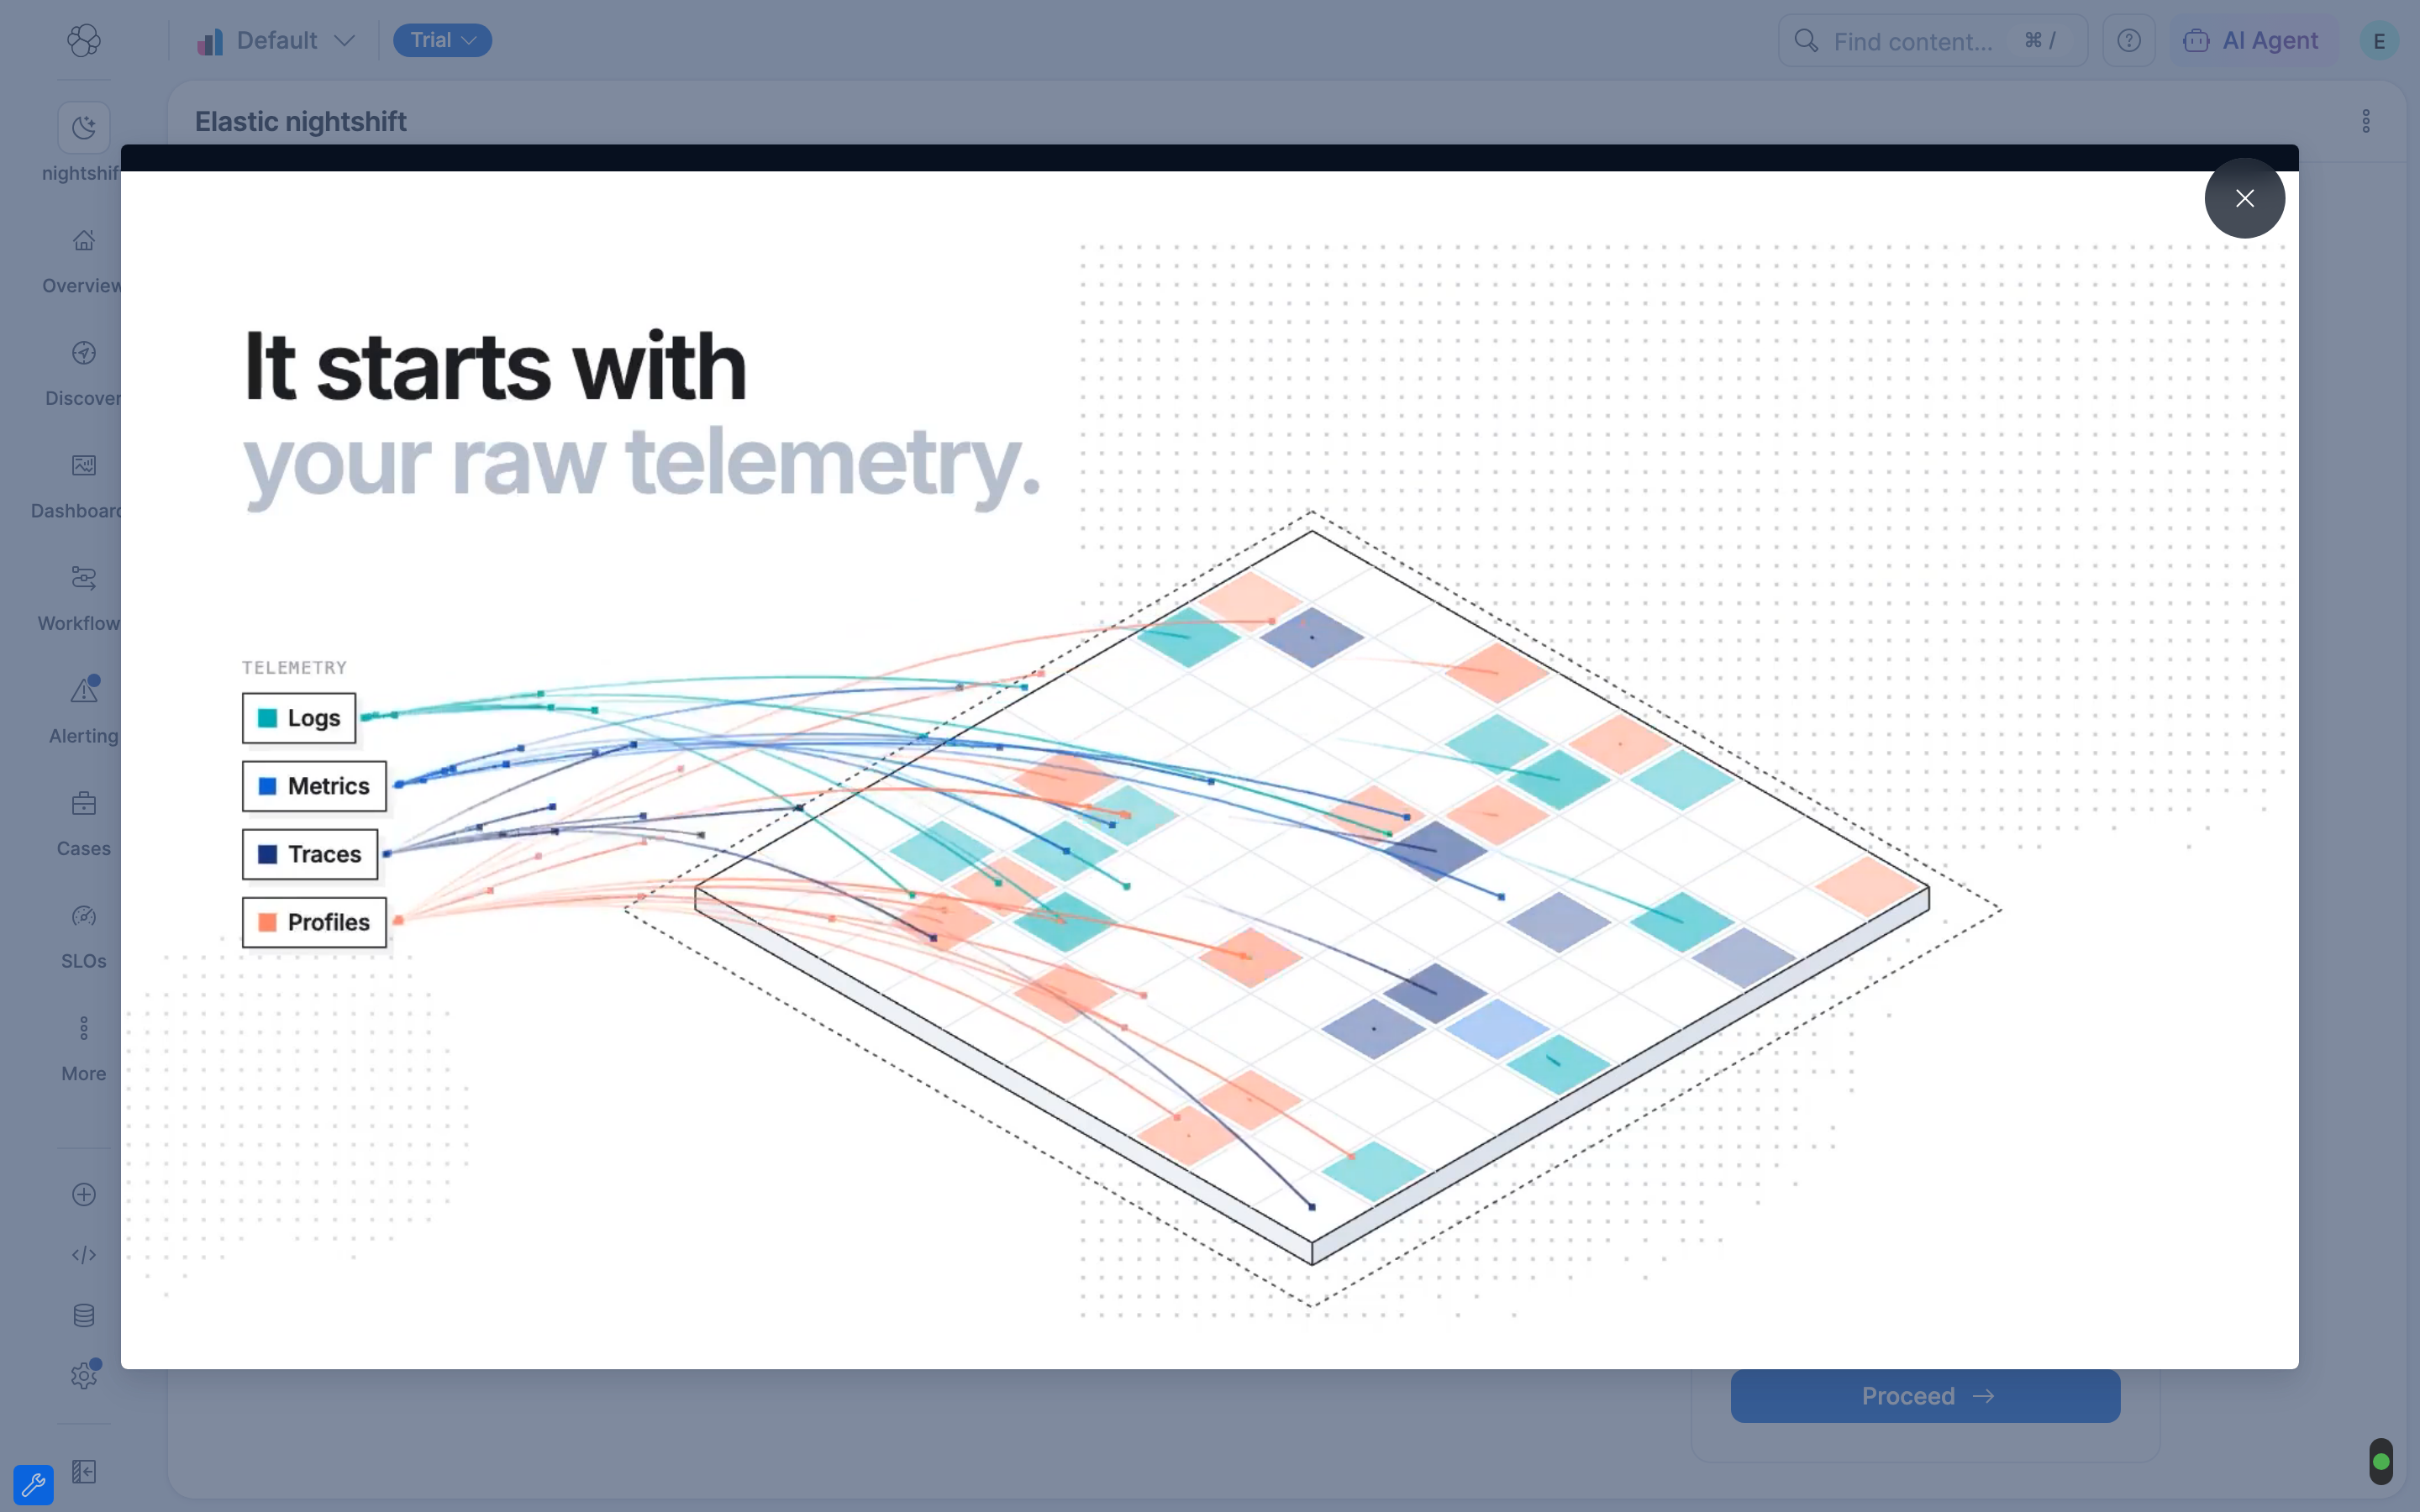 Default
Trial
Find content...
⌘ /
AI Agent
E
Elastic nightshift
nightshif
Overview
Discover
Dashboard
Workflow
Alerting
Cases
SLOs
More
It starts with
your raw telemetry.
TELEMETRY
Logs
Metrics
Traces
Profiles
Proceed